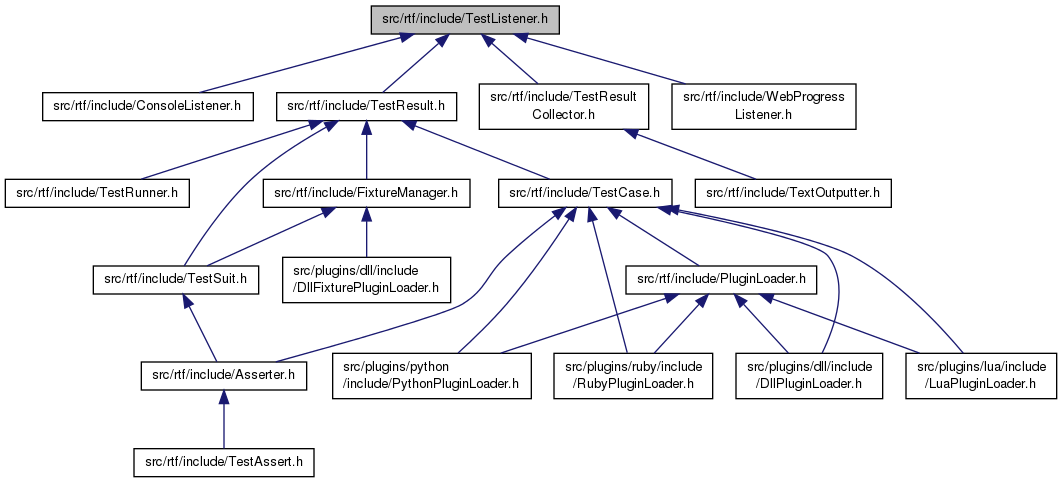 src/rtf/include/TestListener.h
src/rtf/include/ConsoleListener.h
src/rtf/include/TestResult.h
src/rtf/include/TestResult
Collector.h
src/rtf/include/WebProgress
Listener.h
src/rtf/include/TestRunner.h
src/rtf/include/FixtureManager.h
src/rtf/include/TestCase.h
src/rtf/include/TextOutputter.h
src/rtf/include/TestSuit.h
src/plugins/dll/include
/DllFixturePluginLoader.h
src/rtf/include/PluginLoader.h
src/rtf/include/Asserter.h
src/plugins/python
/include/PythonPluginLoader.h
src/plugins/ruby/include
/RubyPluginLoader.h
src/plugins/dll/include
/DllPluginLoader.h
src/plugins/lua/include
/LuaPluginLoader.h
src/rtf/include/TestAssert.h